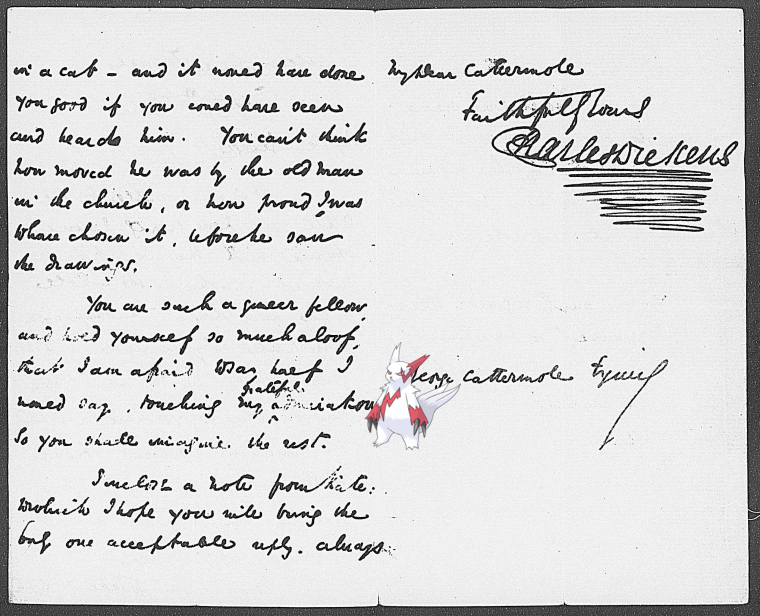 in a cab – and it would have done
you good if you could have seen
and heard him. You can't think
how moved he was by the old man
in the church, or how proud I was
to have chosen it, before he saw
the drawings.
You are such a queer fellow,
and hold yourself so much aloof,
that I am afraid to say half I
would say, touching my grateful admiration
So you shall imagine the rest.
I enclose a note from Kate:
to which I hope you will bring the
only one acceptable reply. always
My Dear Cattermole
Faithfully Yours
Charles Dickens
George Cattermole Esquire